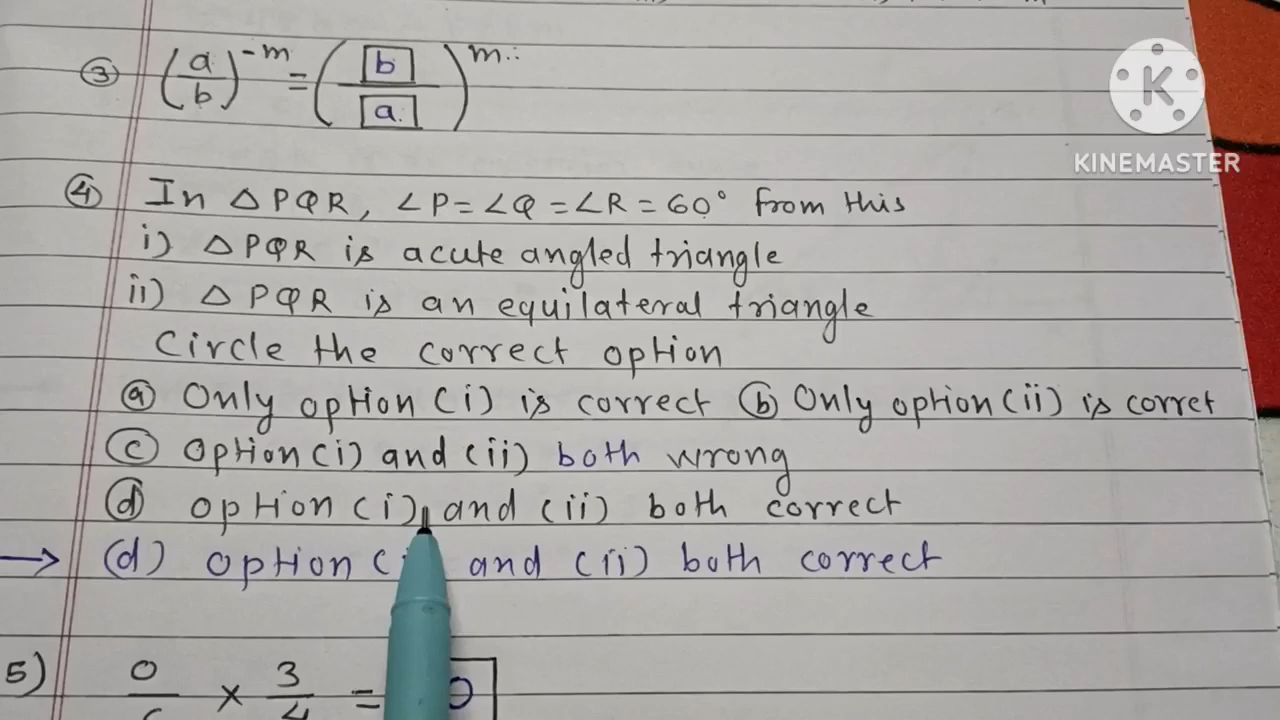 ③ (a/b)^-m = (b/a)^m
KINEMASTER
④ In △PQR, ∠P = ∠Q = ∠R = 60° from this
i) △PQR is acute angled triangle
ii) △PQR is an equilateral triangle
Circle the correct option
ⓐ Only option (i) is correct ⓑ Only option (ii) is corret
ⓒ option (i) and (ii) both wrong
ⓓ option (i) and (ii) both correct
→ (d) option (i and (ii) both correct
5) 0 × 3/4 = 0